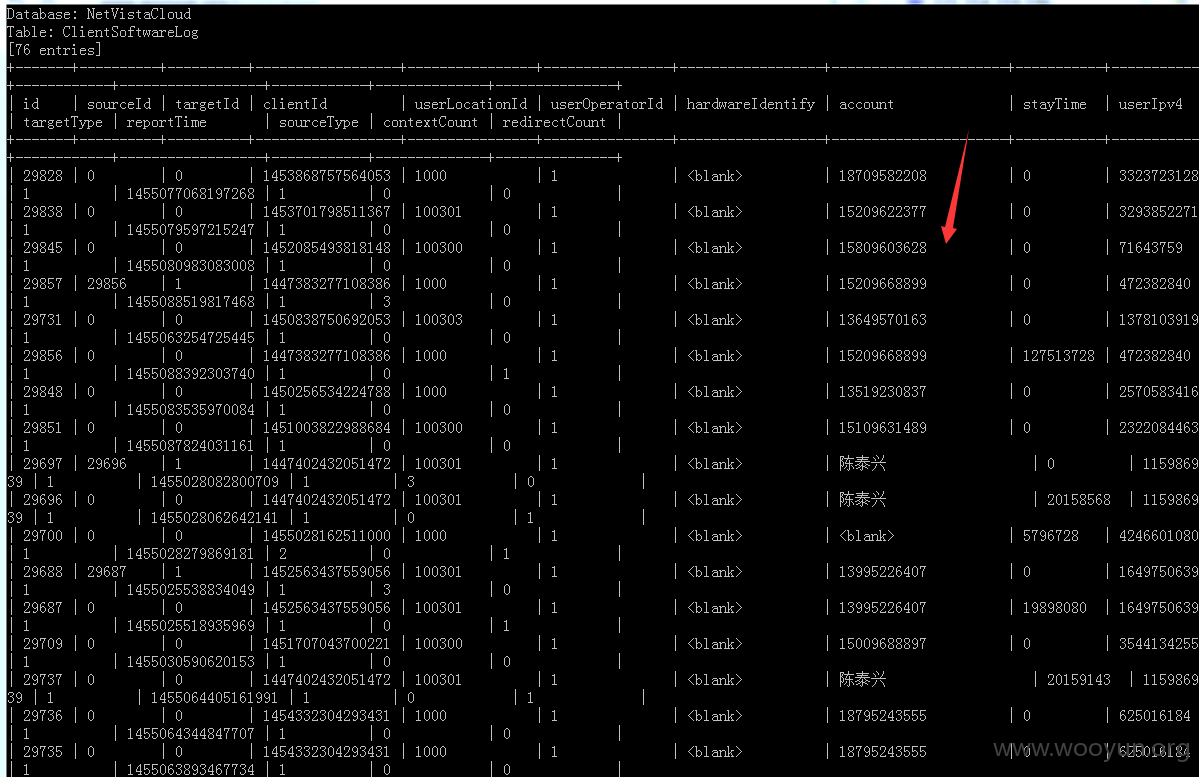 Database: NetVistaCloud
Table: ClientSoftwareLog
[76 entries]
| id | sourceId | targetId | clientId | userLocationId | userOperatorId | hardwareIdentify | account | stayTime | userIpv4
| targetType | reportTime | sourceType | contextCount | redirectCount |
| 29828 | 0 | 0 | 1453868757564053 | 1000 | 1 | <blank> | 18709582208 | 0 | 3323723128
| 1 | 1455077068197268 | 1 | 0 | 0 |
| 29838 | 0 | 0 | 1453701798511367 | 100301 | 1 | <blank> | 15209622377 | 0 | 3293852271
| 1 | 1455079597215247 | 1 | 0 | 0 |
| 29845 | 0 | 0 | 1452085493818148 | 100300 | 1 | <blank> | 15809603628 | 0 | 71643759
| 1 | 1455080983083008 | 1 | 0 | 0 |
| 29857 | 29856 | 1 | 1447383277108386 | 1000 | 1 | <blank> | 15209668899 | 0 | 472382840
| 1 | 1455088519817468 | 1 | 3 | 0 |
| 29731 | 0 | 0 | 1450838750692053 | 100303 | 1 | <blank> | 13649570163 | 0 | 1378103919
| 1 | 1455063254725445 | 1 | 0 | 0 |
| 29856 | 0 | 0 | 1447383277108386 | 1000 | 1 | <blank> | 15209668899 | 127513728 | 472382840
| 1 | 1455088392303740 | 1 | 0 | 1 |
| 29848 | 0 | 0 | 1450256534224788 | 1000 | 1 | <blank> | 13519230837 | 0 | 2570583416
| 1 | 1455083535970084 | 1 | 0 | 0 |
| 29851 | 0 | 0 | 1451003822988684 | 100300 | 1 | <blank> | 15109631489 | 0 | 2322084463
| 1 | 1455087824031161 | 1 | 0 | 0 |
| 29697 | 29696 | 1 | 1447402432051472 | 100301 | 1 | <blank> | 陈泰兴 | 0 | 1159869
39 | 1 | 1455028082800709 | 1 | 3 | 0 |
| 29696 | 0 | 0 | 1447402432051472 | 100301 | 1 | <blank> | 陈泰兴 | 20158568 | 1159869
39 | 1 | 1455028062642141 | 1 | 0 | 1 |
| 29700 | 0 | 0 | 1455028162511000 | 1000 | 1 | <blank> | <blank> | 5796728 | 4246601080
| 1 | 1455028279869181 | 2 | 0 | 1 |
| 29688 | 29687 | 1 | 1452563437559056 | 100301 | 1 | <blank> | 13995226407 | 0 | 1649750639
| 1 | 1455025538834049 | 1 | 3 | 0 |
| 29687 | 0 | 0 | 1452563437559056 | 100301 | 1 | <blank> | 13995226407 | 19898080 | 1649750639
| 1 | 1455025518935969 | 1 | 0 | 1 |
| 29709 | 0 | 0 | 1451707043700221 | 100300 | 1 | <blank> | 15009688897 | 0 | 3544134255
| 1 | 1455030590620153 | 1 | 0 | 0 |
| 29737 | 0 | 0 | 1447402432051472 | 100301 | 1 | <blank> | 陈泰兴 | 20159143 | 1159869
39 | 1 | 1455064405161991 | 1 | 0 | 1 |
| 29736 | 0 | 0 | 1454332304293431 | 1000 | 1 | <blank> | 18795243555 | 0 | 625016184
| 1 | 1455064344847707 | 1 | 0 | 0 |
| 29735 | 0 | 0 | 1454332304293431 | 1000 | 1 | <blank> | 18795243555 | 0 | 625016184
| 1 | 1455063893467734 | 1 | 0 | 0 |
www.wooyun.org